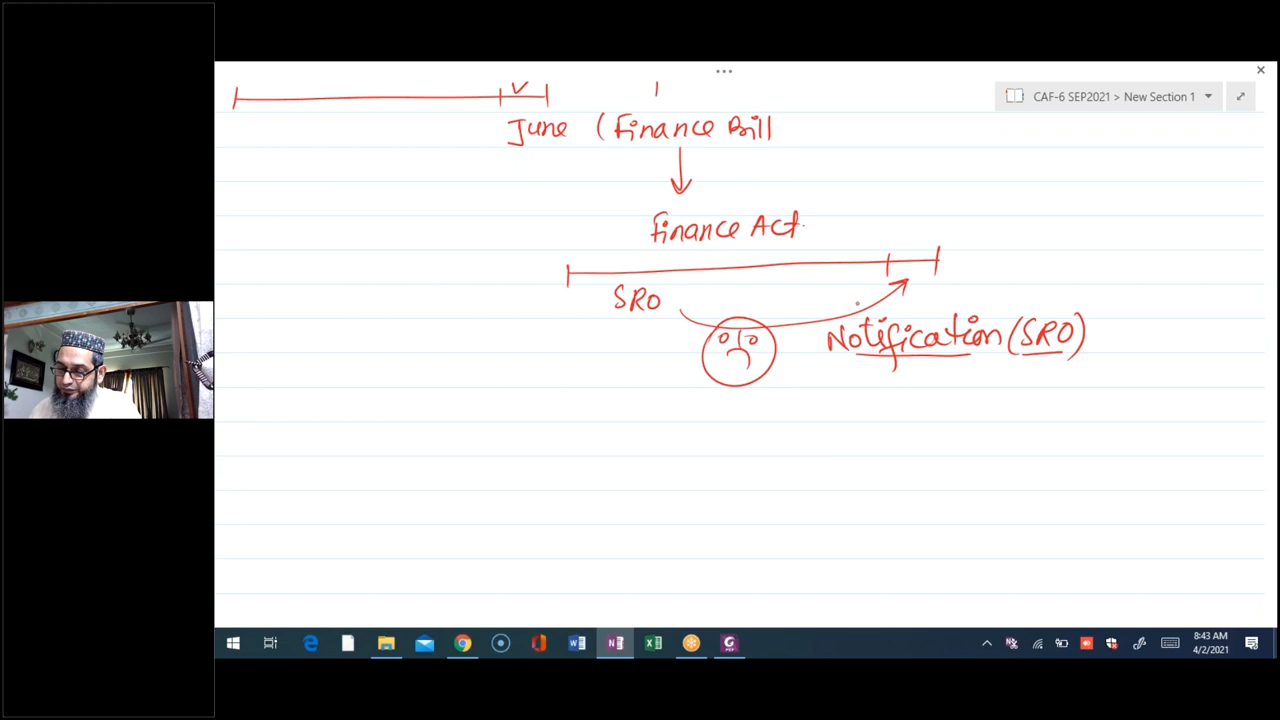 CAF-6 SEP2021 > New Section 1
June (Finance Bill
Finance Act
SRO
Notification (SRO)
8:43 AM
4/2/2021